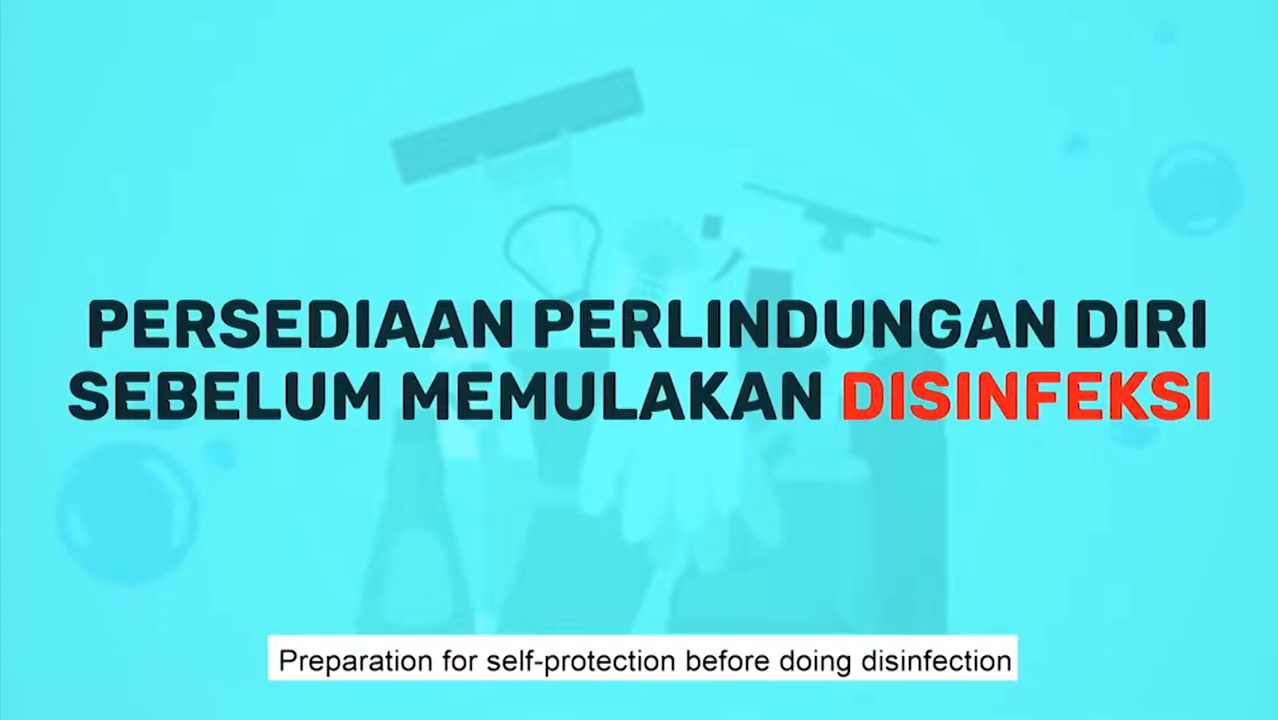 PERSEDIAAN PERLINDUNGAN DIRI
SEBELUM MEMULAKAN DISINFEKSI
Preparation for self-protection before doing disinfection